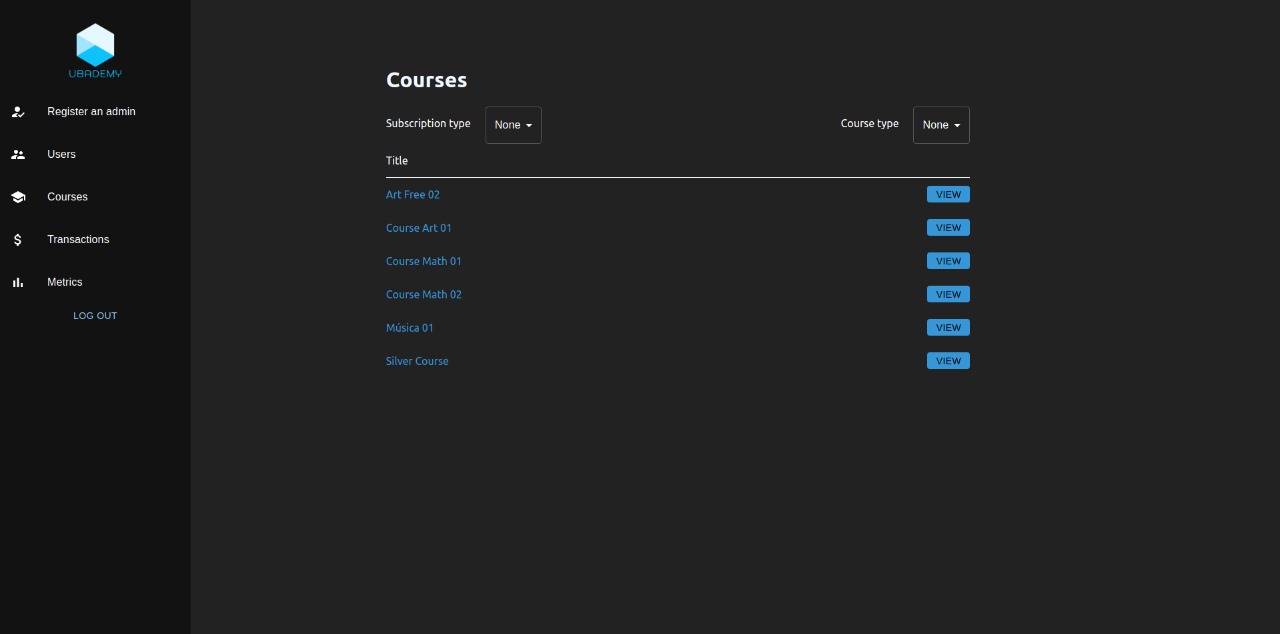 UBADEMY
Register an admin
Users
Courses
Transactions
Metrics
LOG OUT
Courses
Subscription type None Course type None
Title
Art Free 02 VIEW
Course Art 01 VIEW
Course Math 01 VIEW
Course Math 02 VIEW
Música 01 VIEW
Silver Course VIEW